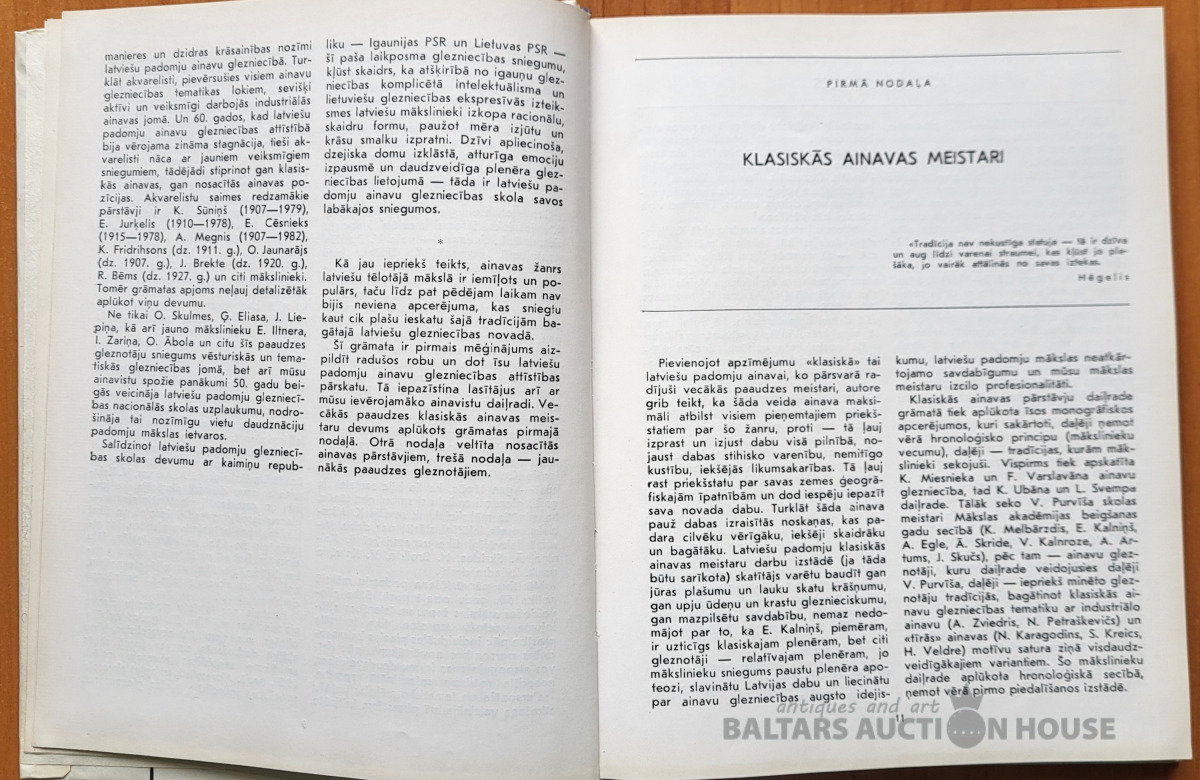 manieres un dzidras krāsainības nozīmi
latviešu padomju ainavu glezniecībā. Tur-
klāt akvarelisti, pievērsušies visiem ainavu
glezniecības tematikas lokiem, sevišķi
aktīvi un veiksmīgi darbojās industriālās
ainavas jomā. Un 60. gados, kad latviešu
padomju ainavu glezniecības attīstībā
bija vērojama zināma stagnācija, tieši ak-
varelisti nāca ar jauniem veiksmīgiem
sniegumiem, tādējādi stiprinot gan klasis-
kās ainavas, gan nosacītās ainavas po-
zīcijas. Akvarelistu saimes redzamākie
pārstāvji ir K. Sūniņš (1907—1979),
E. Jurķelis (1910—1978), E. Cēsnieks
(1915—1978), A. Megnis (1907—1982),
K. Fridrihsons (dz. 1911. g.), O. Jaunarājs
(dz. 1907. g.), J. Brekte (dz. 1920. g.),
R. Bēms (dz. 1927. g.) un citi mākslinieki.
Tomēr grāmatas apjoms neļauj detalizētāk
aplūkot viņu devumu.
Ne tikai O. Skulmes, Ģ. Eliasa, J. Lie-
piņa, kā arī jauno mākslinieku E. Iltnera,
I. Zariņa, O. Ābola un citu šīs paaudzes
gleznotāju sniegums vēsturiskās un tema-
tiskās glezniecības jomā, bet arī mūsu
ainavistu spožie panākumi 50. gadu bei-
gās veicināja latviešu padomju gleznie­cī-
bas nacionālās skolas uzplaukumu, nodro-
šināja tai nozīmīgu vietu daudznāciju
padomju mākslas ietvaros.
Salīdzinot latviešu padomju glezniecī-
bas skolas devumu ar kaimiņu repub-
liku — Igaunijas PSR un Lietuvas PSR —
šī paša laikposma glezniecības sniegumu,
kļūst skaidrs, ka atšķirībā no igauņu glez-
niecības komplicētā intelektuālisma un
lietuviešu glezniecības ekspresīvās izteik-
smes latviešu mākslinieki izkopa racionālu,
skaidru formu, paužot mēra izjūtu un
krāsu smalku izpratni. Dzīvi apliecinoša,
dzejiska domu izklāstā, atturīga emociju
izpausmē un daudzveidīga plenēra glez-
niecības lietojumā — tāda ir latviešu pa-
domju ainavu glezniecības skola savos
labākajos sniegumos.
*
Kā jau iepriekš teikts, ainavas žanrs
latviešu tēlotājā mākslā ir iemīļots un po-
pulārs, taču līdz pat pēdējam laikam nav
bijis neviena apcerējuma, kas sniegtu
kaut cik plašu ieskatu šajā tradīcijām ba-
gātajā latviešu glezniecības novadā.
Šī grāmata ir pirmais mēģinājums aiz-
pildīt radušos robu un dot īsu latviešu
padomju ainavu glezniecības attīstības
pārskatu. Tā iepazīstina lasītājus arī ar
mūsu ievērojamāko ainavistu daiļradi. Ve-
cākās paaudzes klasiskās ainavas meis-
taru devums aplūkots grāmatas pirmajā
nodaļā. Otrā nodaļa veltīta nosacītās
ainavas pārstāvjiem, trešā nodaļa — jau-
nākās paaudzes gleznotājiem.
PIRMĀ NODAĻA
KLASISKĀS AINAVAS MEISTARI
«Tradīcija nav nekustīga statuja — tā ir dzīva
un aug līdzi varenai straumei, kas kļūst jo pla-
šāka, jo vairāk attālinās no savas iztekas.
Hēgelis
Pievienojot apzīmējumu «klasiskā» tai
latviešu padomju ainavai, ko pārsvarā ra-
dījuši vecākās paaudzes meistari, autore
grib teikt, ka šāda veida ainava maksi-
māli atbilst visiem pieņemtajiem priekš-
statiem par šo žanru, proti — tā ļauj
izprast un izjust dabu visā pilnībā, no-
jaust dabas stihisko varenību, nemitīgo
kustību, iekšējās likumsakarības. Tā ļauj
rast priekšstatu par savas zemes ģeogrā-
fiskajām īpatnībām un dod iespēju iepazīt
sava novada dabu. Turklāt šāda ainava
pauž dabas izraisītās noskaņas, kas pa-
dara cilvēku vērīgāku, iekšēji skaidrāku
un bagātāku. Latviešu padomju klasiskās
ainavas meistaru darbu izstādē (ja tāda
būtu sarīkota) skatītājs varētu baudīt gan
jūras plašumu un lauku skatu krāšņumu,
gan upju ūdeņu un krastu glezniecis­kumu,
gan mazpilsētu savdabību, nemaz nedo-
mājot par to, ka E. Kalniņš, piemēram,
ir uzticīgs klasiskajam plenēram, bet citi
gleznotāji — relatīvajam plenēram, jo
mākslinieku sniegums paustu plenēra apo-
teozi, slavinātu Latvijas dabu un liecinātu
par ainavu glezniecības augsto idejis-
kumu, latviešu padomju mākslas neatkār-
tojamo savdabīgumu un mūsu mākslas
meistaru izcilo profesionalitāti.
Klasiskās ainavas pārstāvju daiļrade
grāmatā tiek aplūkota īsos monogrāfiskos
apcerējumos, kuri sakārtoti, daļēji ņemot
vērā hronoloģisko principu (mākslinieku
vecumu), daļēji — tradīcijas, kurām māk-
slinieki sekojuši. Vispirms tiek apskatīta
K. Miesnieka un F. Varslavāna ainavu
glezniecība, tad K. Ubāna un L. Svempa
daiļrade. Tālāk seko V. Purvīša skolas
meistari Mākslas akadēmijas beigšanas
gadu secībā (K. Melbārzdis, E. Kalniņš,
A. Egle, Ā. Skride, V. Kalnroze, A. Ar-
tums, J. Skučs), pēc tam — ainavu glez-
notāji, kuru daiļrade veidojusies daļēji
V. Purvīša, daļēji — iepriekš minēto glez-
notāju tradīcijās, bagātinot klasiskās ai-
navu glezniecības tematiku ar industriālo
ainavu (A. Zviedris, N. Petraškevičs) un
«tīrās» ainavas (N. Karagodins, S. Kreics,
H. Veldre) motīvu satura ziņā visdaudz-
veidīgākajiem variantiem. Šo mākslinieku
daiļrade aplūkota hronoloģiskā secībā,
ņemot vērā pirmo piedalīšanos izstādē.
11
antiques and art
BALTARS AUCTION HOUSE